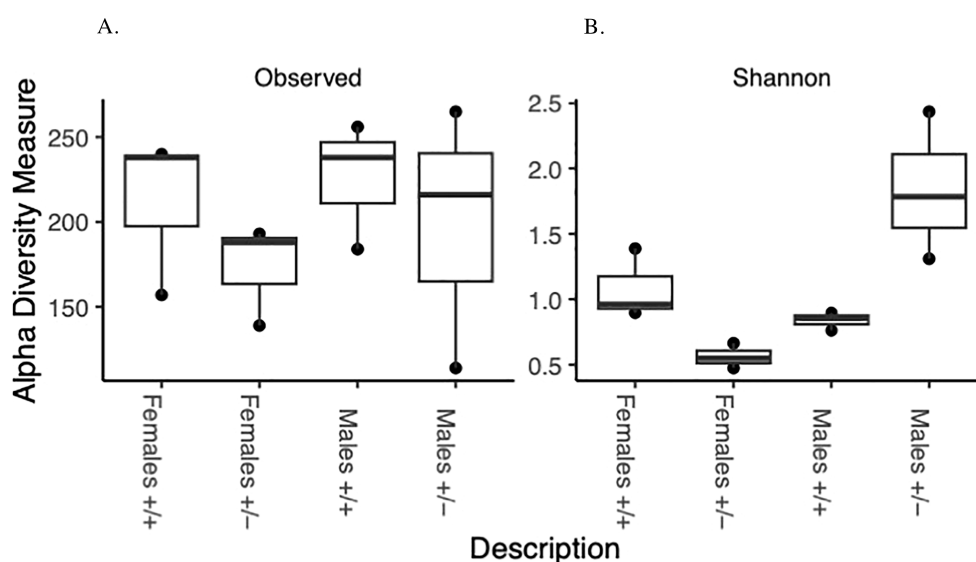 A.
B.
Observed
Shannon
Alpha Diversity Measure
250
200
150
2.5
2.0
1.5
1.0
0.5
Females +/+
Females +/−
Males +/+
Males +/−
Females +/+
Females +/−
Males +/+
Males +/−
Description